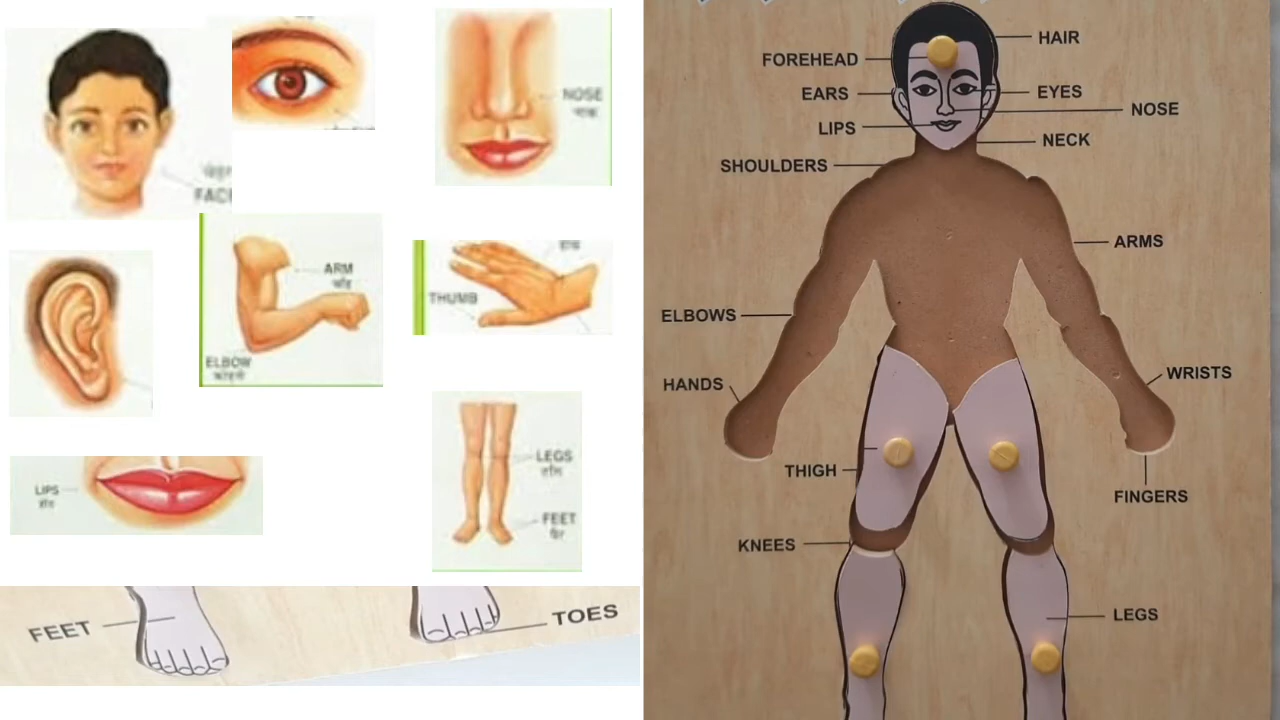 FACE
NOSE
नाक
ARM
बाँह
ELBOW
कोहनी
THUMB
हाथ
LIPS
होंठ
LEGS
टाँगें
FEET
पैर
FEET
TOES
FOREHEAD
HAIR
EARS
EYES
NOSE
LIPS
NECK
SHOULDERS
ARMS
ELBOWS
WRISTS
HANDS
THIGH
FINGERS
KNEES
LEGS